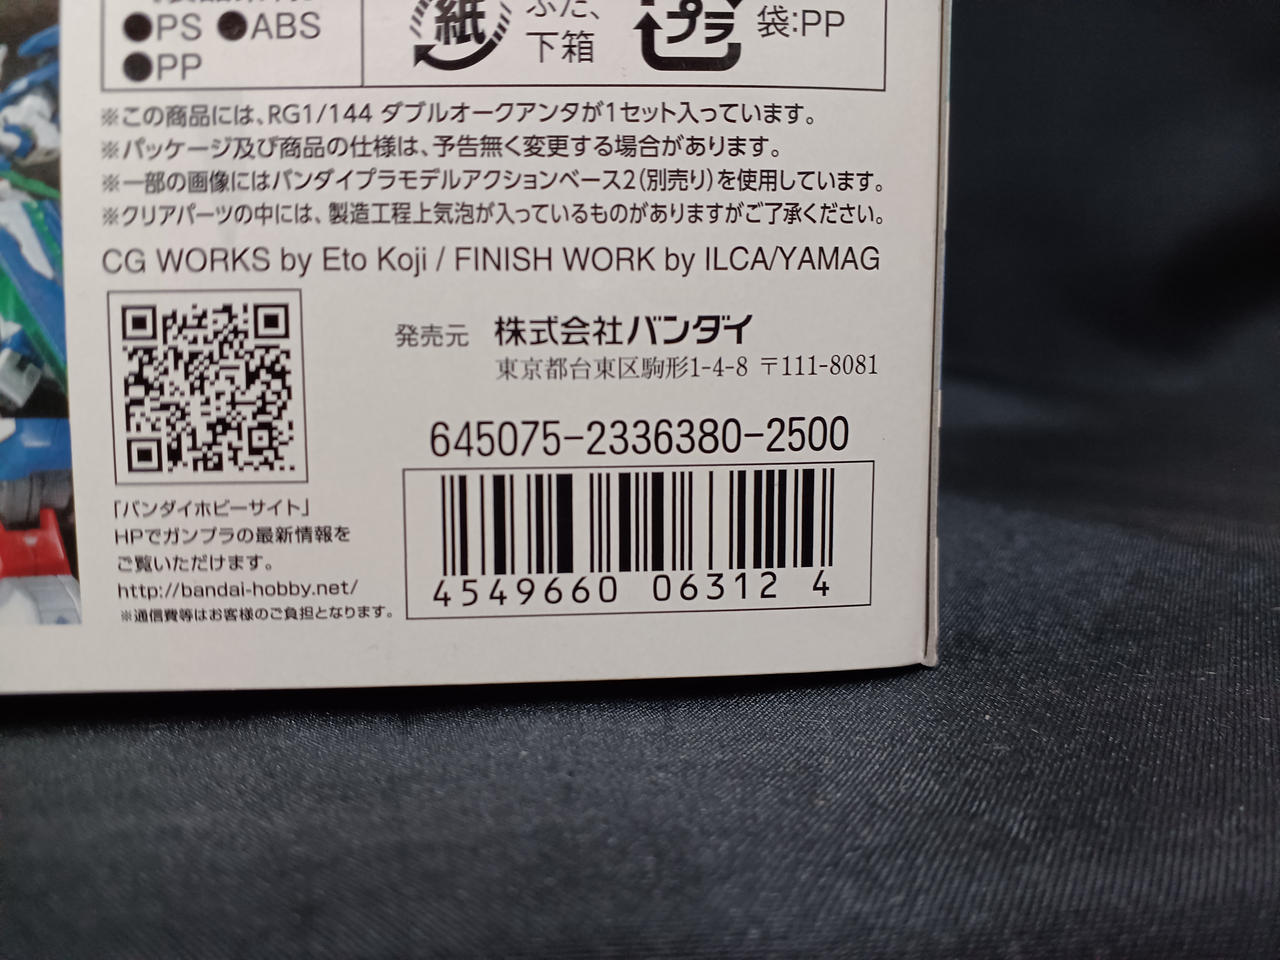 ●PS ●ABS
●PP
紙
ふた、
下箱
プラ
袋:PP
※この商品には、RG1/144 ダブルオークアンタが1セット入っています。
※パッケージ及び商品の仕様は、予告無く変更する場合があります。
※一部の画像にはバンダイプラモデルアクションベース2(別売り)を使用しています。
※クリアパーツの中には、製造工程上気泡が入っているものがありますがご了承ください。
CG WORKS by Eto Koji / FINISH WORK by ILCA/YAMAG
発売元 株式会社バンダイ
東京都台東区駒形1-4-8 〒111-8081
645075-2336380-2500
4549660 06312 4
「バンダイホビーサイト」
HPでガンプラの最新情報を
ご覧いただけます。
http://bandai-hobby.net/
※通信費等はお客様のご負担となります。